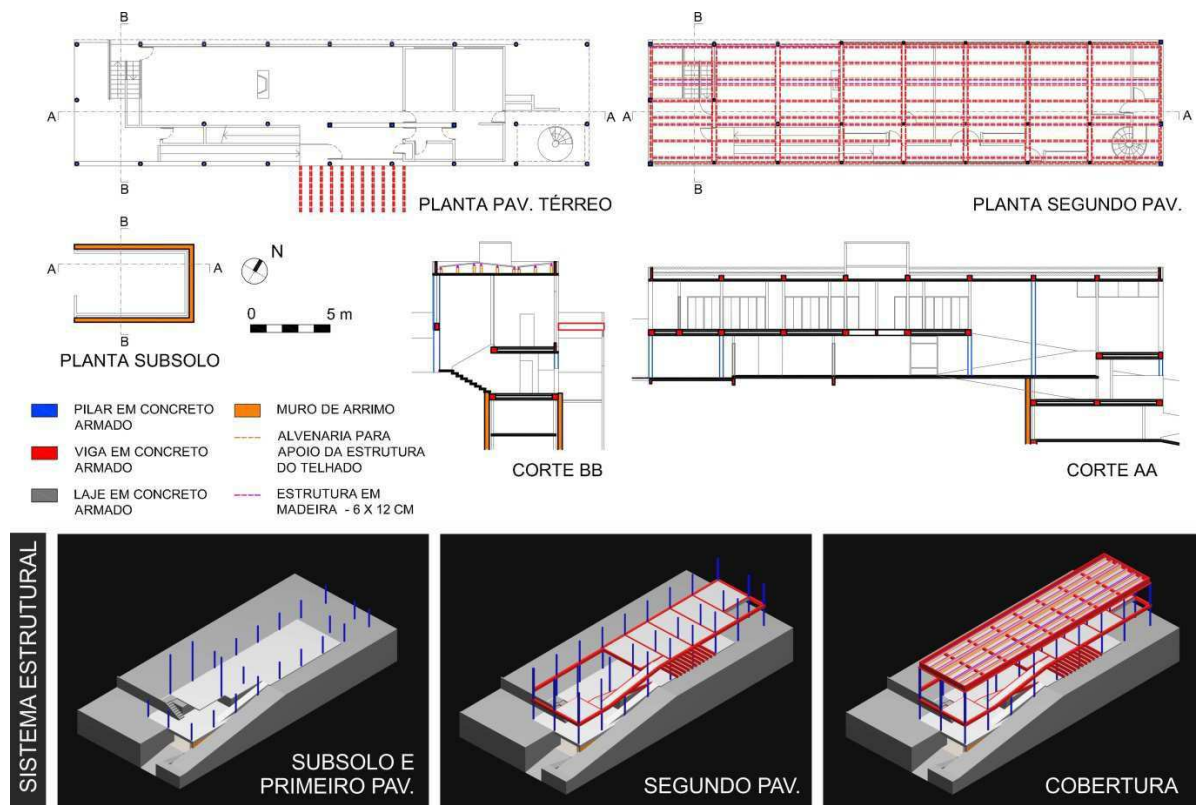 B
B
A
A
A
A
B
B
PLANTA PAV. TÉRREO
PLANTA SEGUNDO PAV.
B
A
A
B
PLANTA SUBSOLO
N
0
5 m
PILAR EM CONCRETO
ARMADO
VIGA EM CONCRETO
ARMADO
LAJE EM CONCRETO
ARMADO
MURO DE ARRIMO
ALVENARIA PARA
APOIO DA ESTRUTURA
DO TELHADO
ESTRUTURA EM
MADEIRA - 6 X 12 CM
CORTE BB
CORTE AA
SISTEMA ESTRUTURAL
SUBSOLO E
PRIMEIRO PAV.
SEGUNDO PAV.
COBERTURA